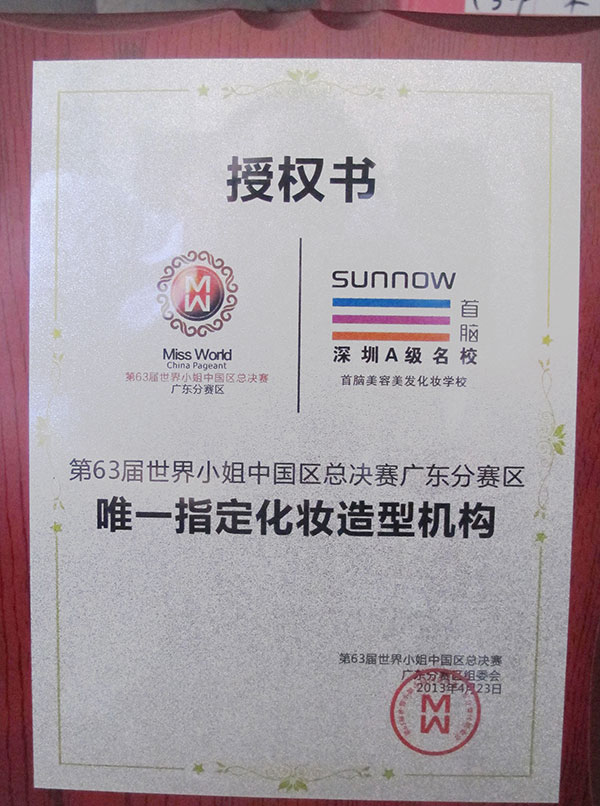 授权书
MW
Miss World
China Pageant
第63届世界小姐中国区总决赛
广东分赛区
SUNNOW
首脑
深圳A级名校
首脑美容美发化妆学校
第63届世界小姐中国区总决赛广东分赛区
唯一指定化妆造型机构
第63届世界小姐中国区总决赛
广东分赛区组委会
2013年4月23日
MW